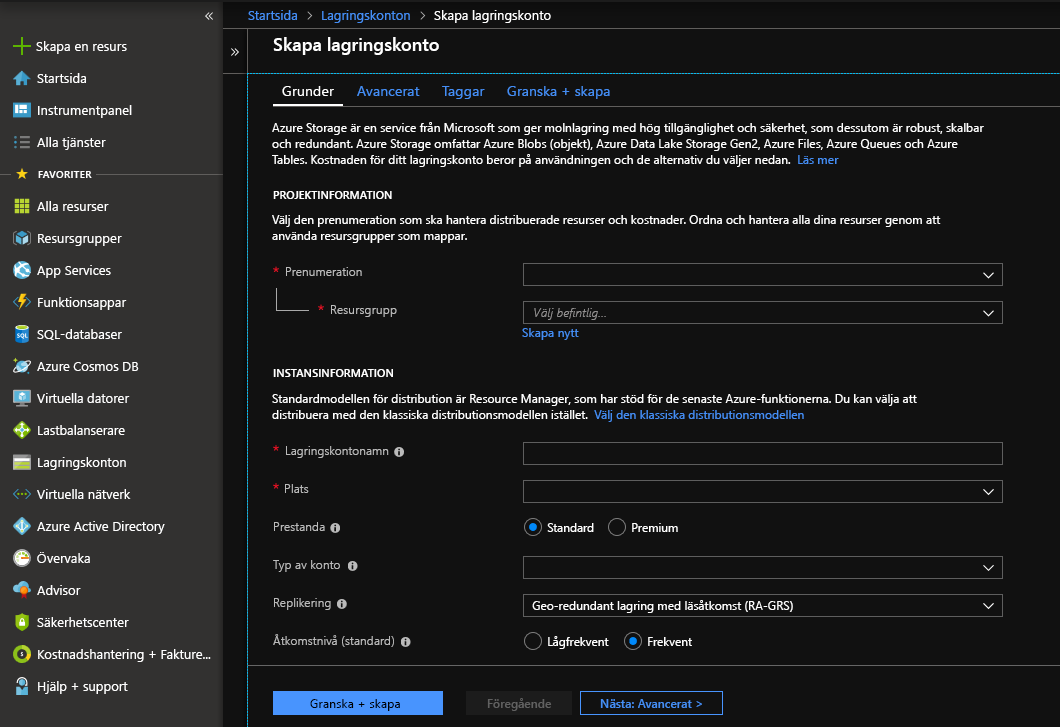 «
Skapa en resurs
Startsida
Instrumentpanel
Alla tjänster
FAVORITER
Alla resurser
Resursgrupper
App Services
Funktionsappar
SQL-databaser
Azure Cosmos DB
Virtuella datorer
Lastbalanserare
Lagringskonton
Virtuella nätverk
Azure Active Directory
Övervaka
Advisor
Säkerhetscenter
Kostnadshantering + Fakture...
Hjälp + support
Startsida > Lagringskonton > Skapa lagringskonto
»
Skapa lagringskonto
Grunder Avancerat Taggar Granska + skapa
Azure Storage är en service från Microsoft som ger molnlagring med hög tillgänglighet och säkerhet, som dessutom är robust, skalbar
och redundant. Azure Storage omfattar Azure Blobs (objekt), Azure Data Lake Storage Gen2, Azure Files, Azure Queues och Azure
Tables. Kostnaden för ditt lagringskonto beror på användningen och de alternativ du väljer nedan. Läs mer
PROJEKTINFORMATION
Välj den prenumeration som ska hantera distribuerade resurser och kostnader. Ordna och hantera alla dina resurser genom att
använda resursgrupper som mappar.
* Prenumeration
* Resursgrupp Välj befintlig...
Skapa nytt
INSTANSINFORMATION
Standardmodellen för distribution är Resource Manager, som har stöd för de senaste Azure-funktionerna. Du kan välja att
distribuera med den klassiska distributionsmodellen istället. Välj den klassiska distributionsmodellen
* Lagringskontonamn
* Plats
Prestanda Standard Premium
Typ av konto
Replikering Geo-redundant lagring med läsåtkomst (RA-GRS)
Åtkomstnivå (standard) Lågfrekvent Frekvent
Granska + skapa Föregående Nästa: Avancerat >